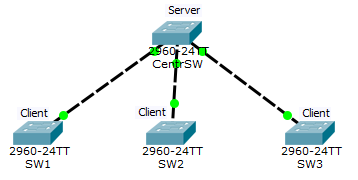 Server
2960-24TT
CentrSW
Client
Client
Client
2960-24TT
SW1
2960-24TT
SW2
2960-24TT
SW3